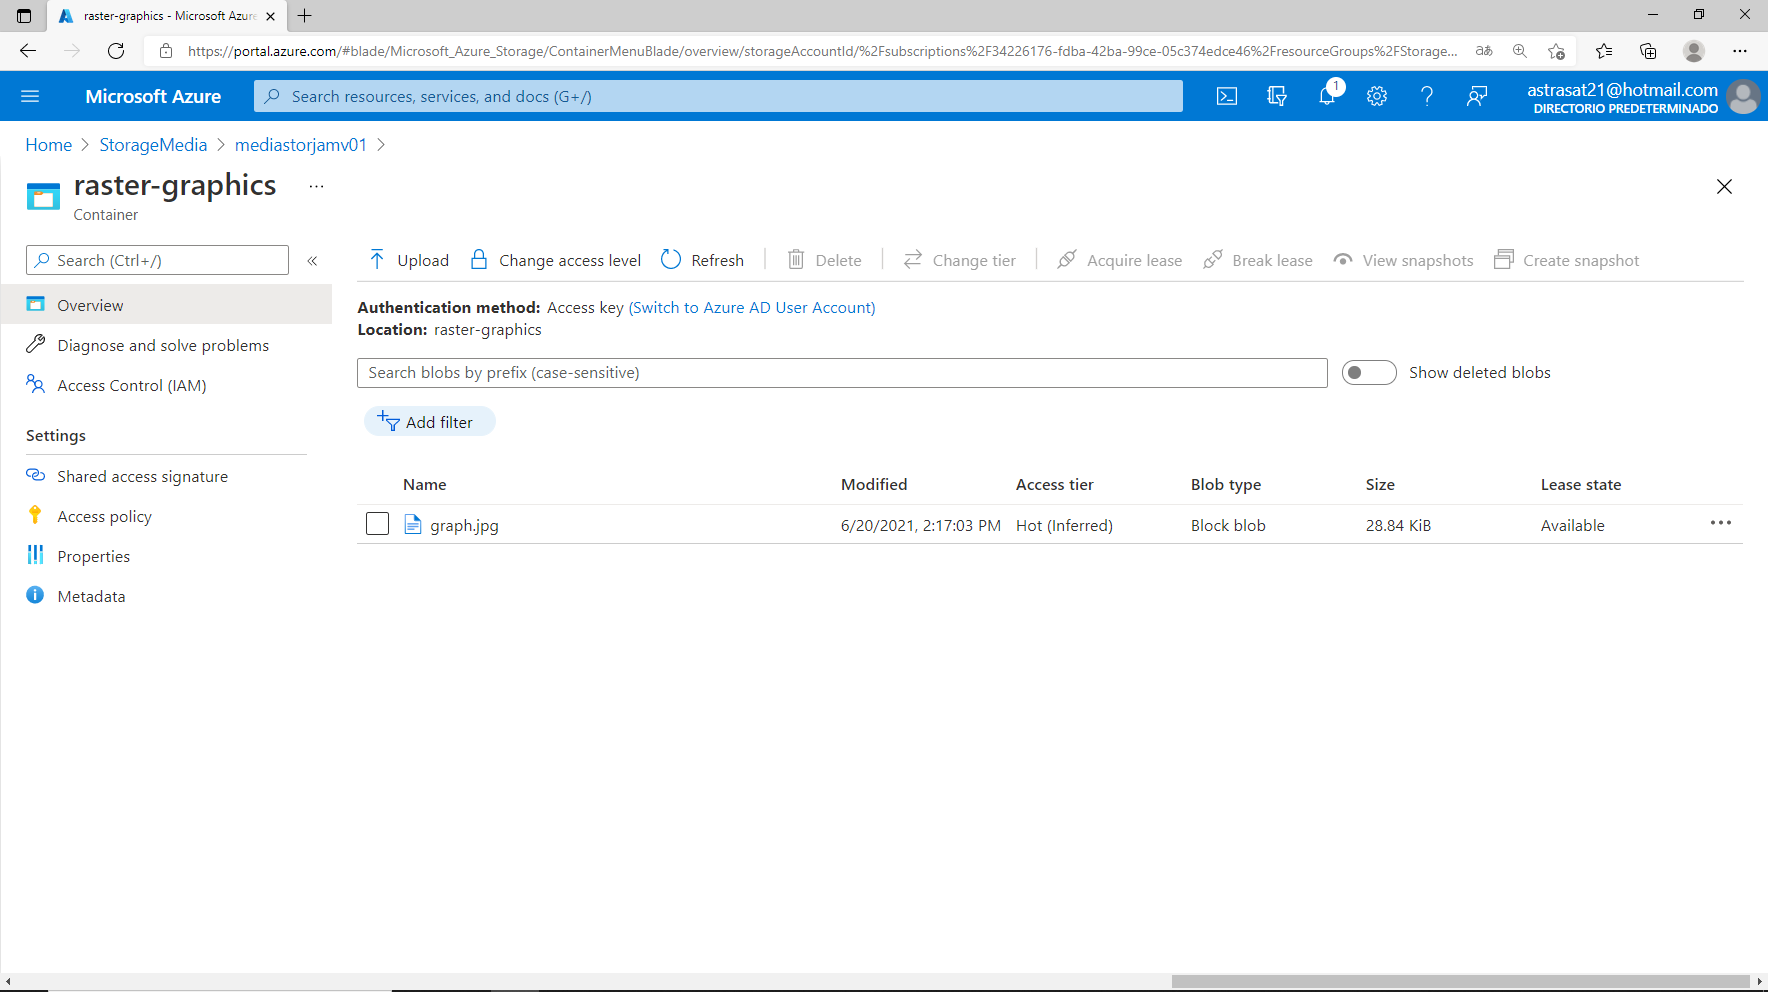 raster-graphics - Microsoft Azure
https://portal.azure.com/#blade/Microsoft_Azure_Storage/ContainerMenuBlade/overview/storageAccountId/%2Fsubscriptions%2F34226176-fdba-42ba-99ce-05c374edce46%2FresourceGroups%2FStorage...
Microsoft Azure
Search resources, services, and docs (G+/)
1
astrasat21@hotmail.com
DIRECTORIO PREDETERMINADO
Home > StorageMedia > mediastorjamv01 >
raster-graphics ...
Container
Search (Ctrl+/)
«
Upload Change access level Refresh Delete Change tier Acquire lease Break lease View snapshots Create snapshot
Overview
Diagnose and solve problems
Access Control (IAM)
Settings
Shared access signature
Access policy
Properties
Metadata
Authentication method: Access key (Switch to Azure AD User Account)
Location: raster-graphics
Search blobs by prefix (case-sensitive)
Show deleted blobs
Add filter
Name Modified Access tier Blob type Size Lease state
graph.jpg 6/20/2021, 2:17:03 PM Hot (Inferred) Block blob 28.84 KiB Available ...